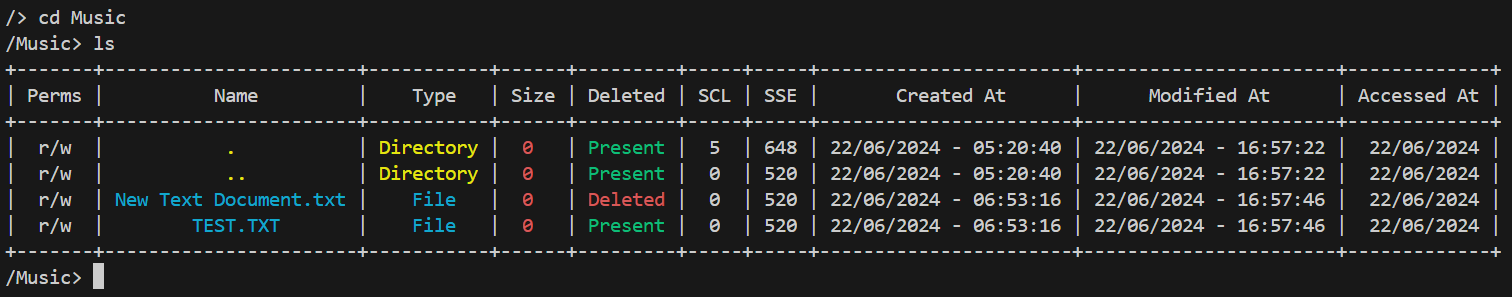 /> cd Music
/Music> ls
+-------+-----------------------+-----------+------+---------+-----+-----+-----------------------+-----------------------+-------------+
| Perms |          Name         |    Type   | Size | Deleted | SCL | SSE |       Created At      |      Modified At      | Accessed At |
+-------+-----------------------+-----------+------+---------+-----+-----+-----------------------+-----------------------+-------------+
|  r/w  |           .           | Directory |  0   | Present |  5  | 648 | 22/06/2024 - 05:20:40 | 22/06/2024 - 16:57:22 |  22/06/2024 |
|  r/w  |           ..          | Directory |  0   | Present |  0  | 520 | 22/06/2024 - 05:20:40 | 22/06/2024 - 16:57:22 |  22/06/2024 |
|  r/w  | New Text Document.txt |    File   |  0   | Deleted |  0  | 520 | 22/06/2024 - 06:53:16 | 22/06/2024 - 16:57:46 |  22/06/2024 |
|  r/w  |        TEST.TXT       |    File   |  0   | Present |  0  | 520 | 22/06/2024 - 06:53:16 | 22/06/2024 - 16:57:46 |  22/06/2024 |
+-------+-----------------------+-----------+------+---------+-----+-----+-----------------------+-----------------------+-------------+
/Music>